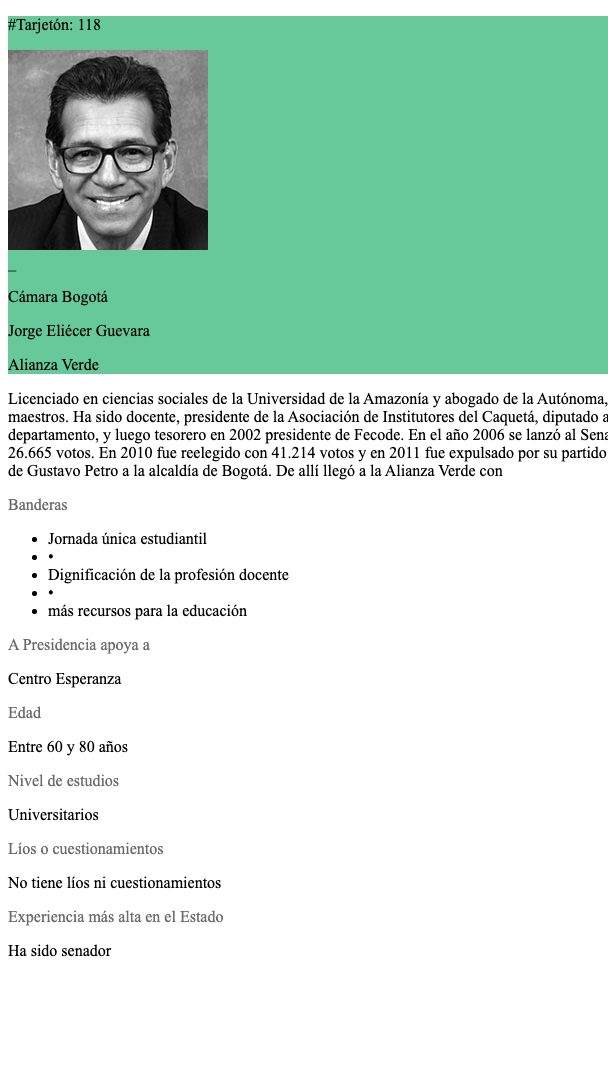 #Tarjetón: 118
_
Cámara Bogotá
Jorge Eliécer Guevara
Alianza Verde
Licenciado en ciencias sociales de la Universidad de la Amazonía y abogado de la Autónoma,
maestros. Ha sido docente, presidente de la Asociación de Institutores del Caquetá, diputado a
departamento, y luego tesorero en 2002 presidente de Fecode. En el año 2006 se lanzó al Sena
26.665 votos. En 2010 fue reelegido con 41.214 votos y en 2011 fue expulsado por su partido
de Gustavo Petro a la alcaldía de Bogotá. De allí llegó a la Alianza Verde con
Banderas
• Jornada única estudiantil
• •
• Dignificación de la profesión docente
• •
• más recursos para la educación
A Presidencia apoya a
Centro Esperanza
Edad
Entre 60 y 80 años
Nivel de estudios
Universitarios
Líos o cuestionamientos
No tiene líos ni cuestionamientos
Experiencia más alta en el Estado
Ha sido senador